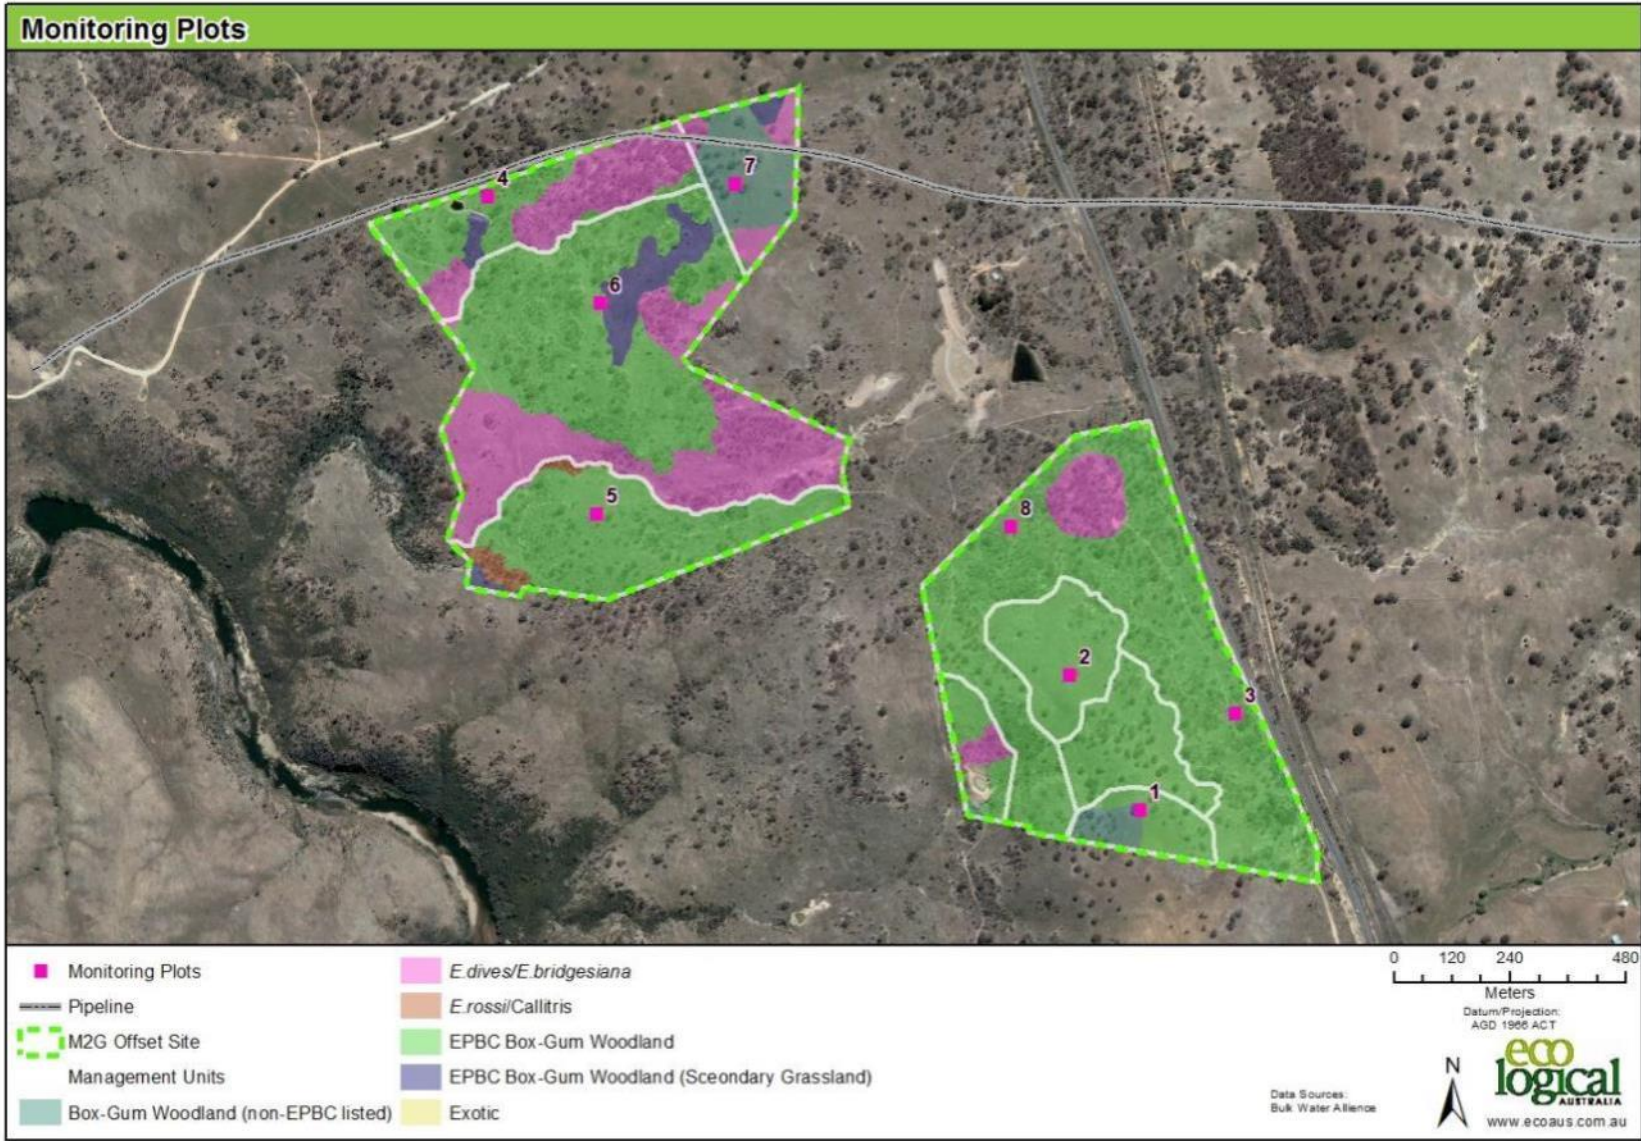 Monitoring Plots
4
7
6
5
8
2
3
1
Monitoring Plots
Pipeline
M2G Offset Site
Management Units
Box-Gum Woodland (non-EPBC listed)
E.dives/E.bridgesiana
E.rossi/Callitris
EPBC Box-Gum Woodland
EPBC Box-Gum Woodland (Sceondary Grassland)
Exotic
0 120 240 480
Meters
Datum/Projection:
AGD 1966 ACT
N
Data Sources:
Bulk Water Allience
eco
logical
AUSTRALIA
www.ecoaus.com.au